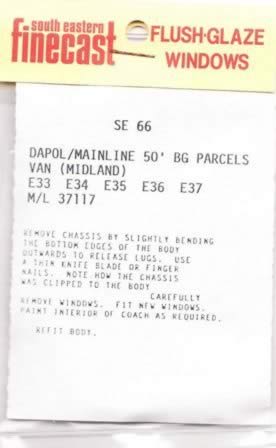 south eastern
finecast
FLUSH-GLAZE
WINDOWS
SE 66
DAPOL/MAINLINE 50' BG PARCELS
VAN (MIDLAND)
E33 E34 E35 E36 E37
M/L 37117
REMOVE CHASSIS BY SLIGHTLY BENDING
THE BOTTOM EDGES OF THE BODY
OUTWARDS TO RELEASE LUGS. USE
A THIN KNIFE BLADE OR FINGER
NAILS. NOTE HOW THE CHASSIS
WAS CLIPPED TO THE BODY
CAREFULLY
REMOVE WINDOWS. FIT NEW WINDOWS.
PAINT INTERIOR OF COACH AS REQUIRED.
REFIT BODY.